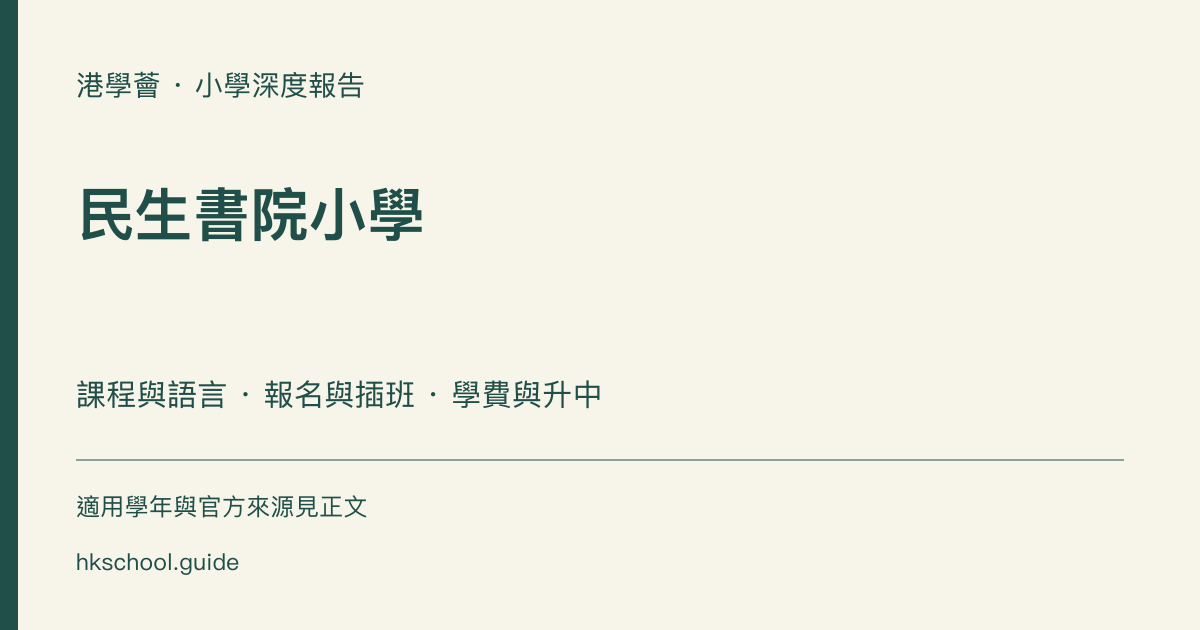 港學薈 · 小學深度報告
民生書院小學
課程與語言 · 報名與插班 · 學費與升中
適用學年與官方來源見正文
hkschool.guide